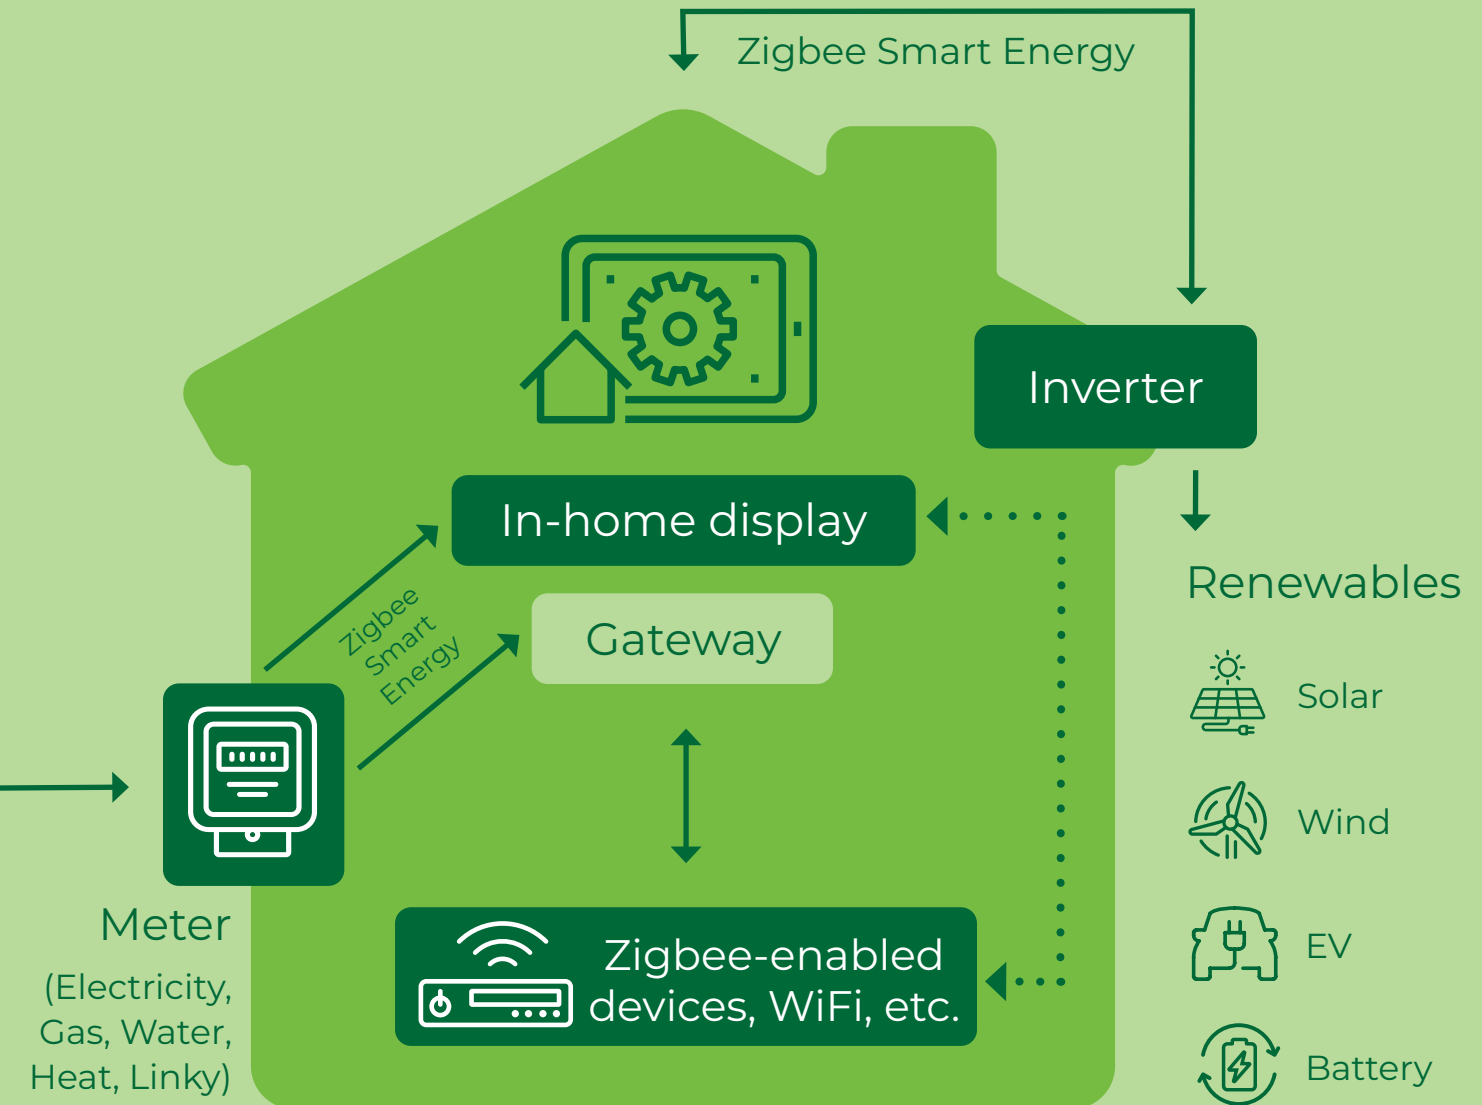 Zigbee Smart Energy
Inverter
In-home display
Zigbee
Smart
Energy
Gateway
Renewables
Solar
Wind
EV
Battery
Meter
(Electricity,
Gas, Water,
Heat, Linky)
Zigbee-enabled
devices, WiFi, etc.